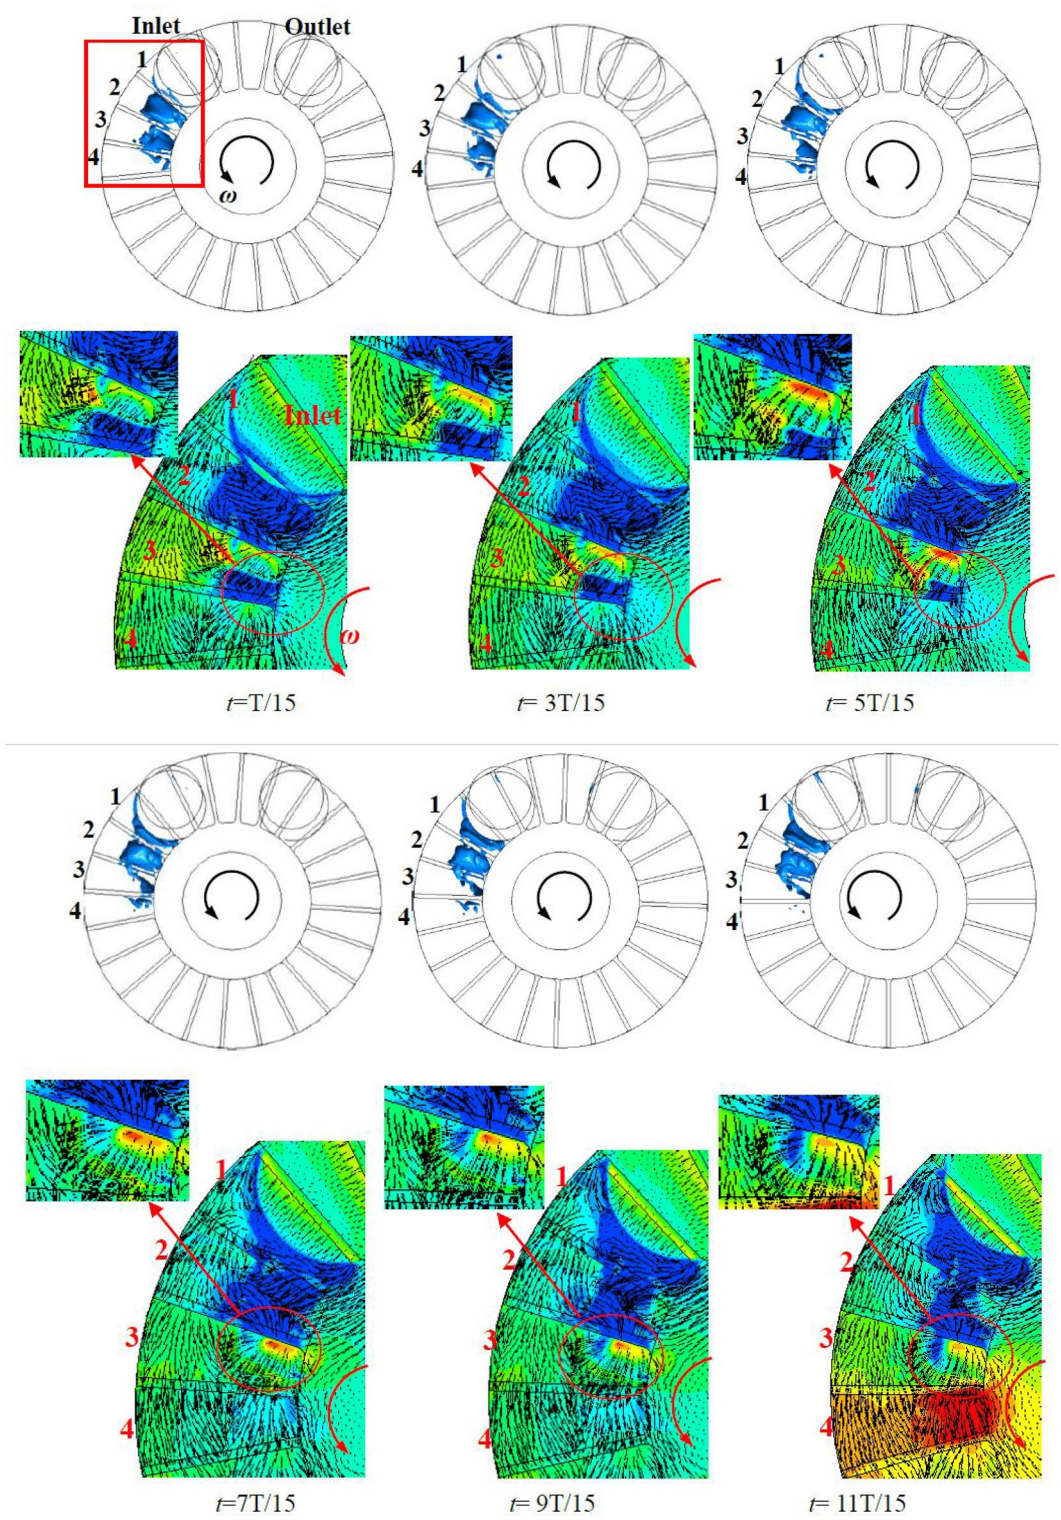 Inlet Outlet
1 1 1
2 2 2
3 3 3
4 4 4
ω
1 Inlet 1 1
2 2 2
3 3 3
4 ω 4 4
t=T/15 t= 3T/15 t= 5T/15
1 1 1
2 2 2
3 3 3
4 4 4
1 1 1
2 2 2
3 3 3
4 4 4
t=7T/15 t= 9T/15 t= 11T/15